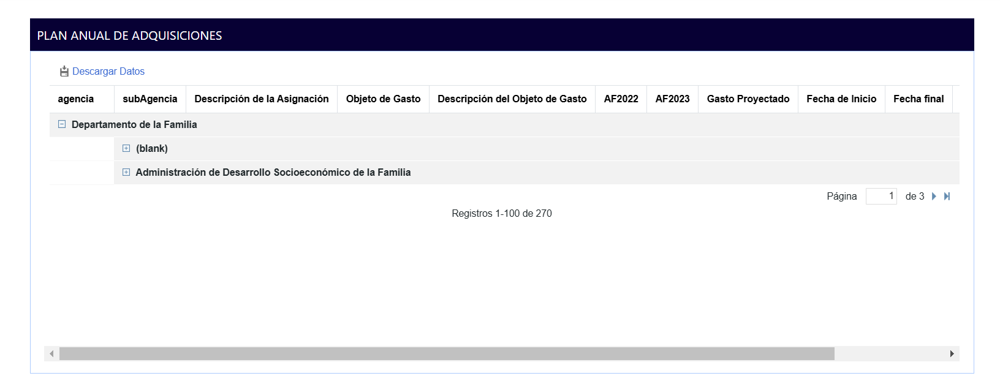 PLAN ANUAL DE ADQUISICIONES
Descargar Datos
agencia subAgencia Descripción de la Asignación Objeto de Gasto Descripción del Objeto de Gasto AF2022 AF2023 Gasto Proyectado Fecha de Inicio Fecha final
Departamento de la Familia
(blank)
Administración de Desarrollo Socioeconómico de la Familia
Página 1 de 3
Registros 1-100 de 270